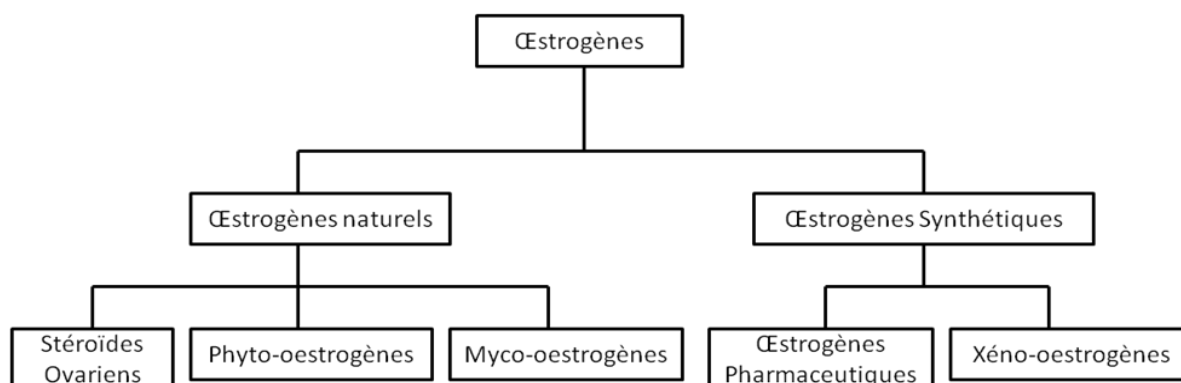 Œstrogènes
Œstrogènes naturels
Œstrogènes Synthétiques
Stéroïdes
Ovariens
Phyto-oestrogènes
Myco-oestrogènes
Œstrogènes
Pharmaceutiques
Xéno-oestrogènes